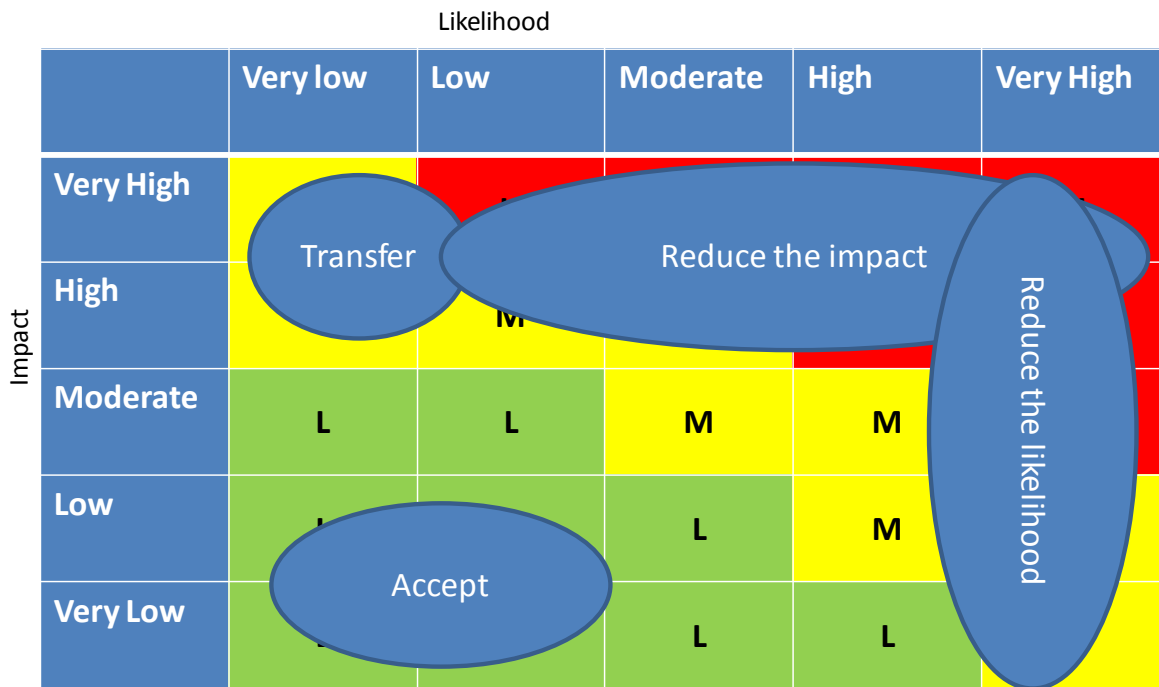 Likelihood
Very low Low Moderate High Very High
Very High
Transfer Reduce the impact
High
M
Impact
Moderate L L M M
Reduce the likelihood
Low L M
Accept
Very Low L L